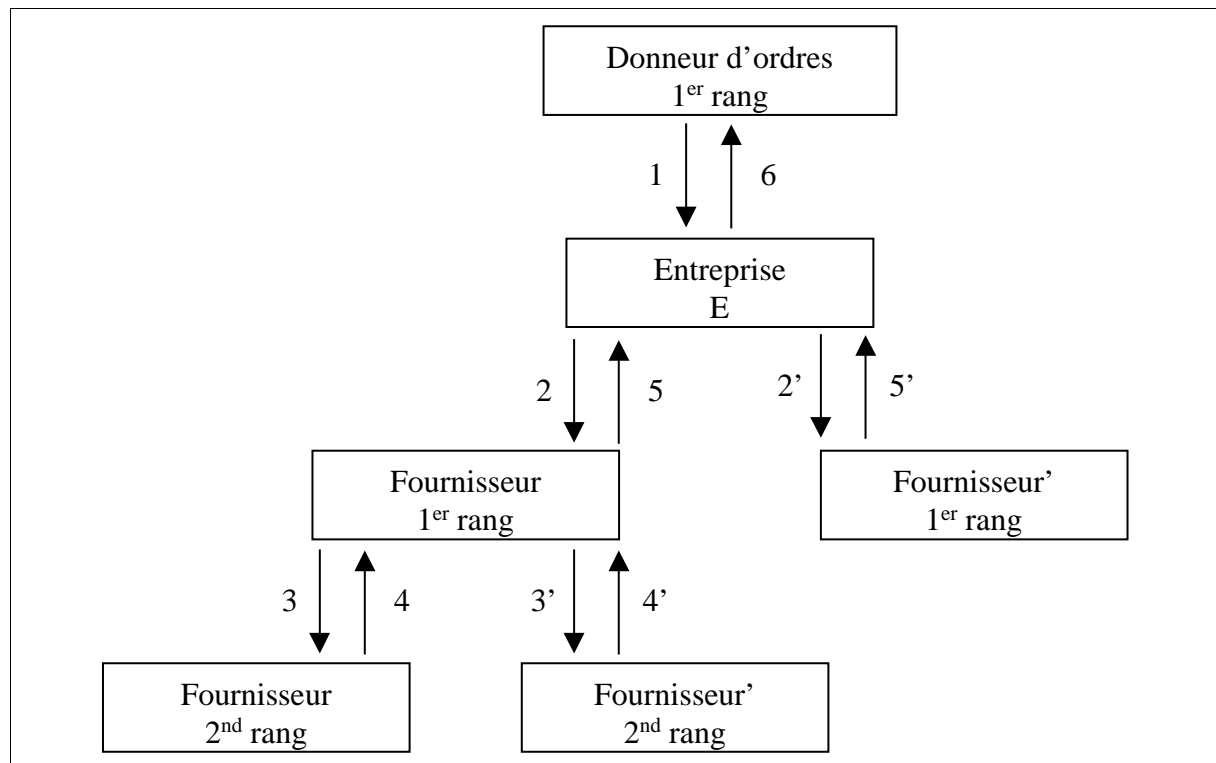 Donneur d’ordres
1er rang
1 6
Entreprise
E
2 5 2’ 5’
Fournisseur
1er rang
Fournisseur’
1er rang
3 4 3’ 4’
Fournisseur
2nd rang
Fournisseur’
2nd rang